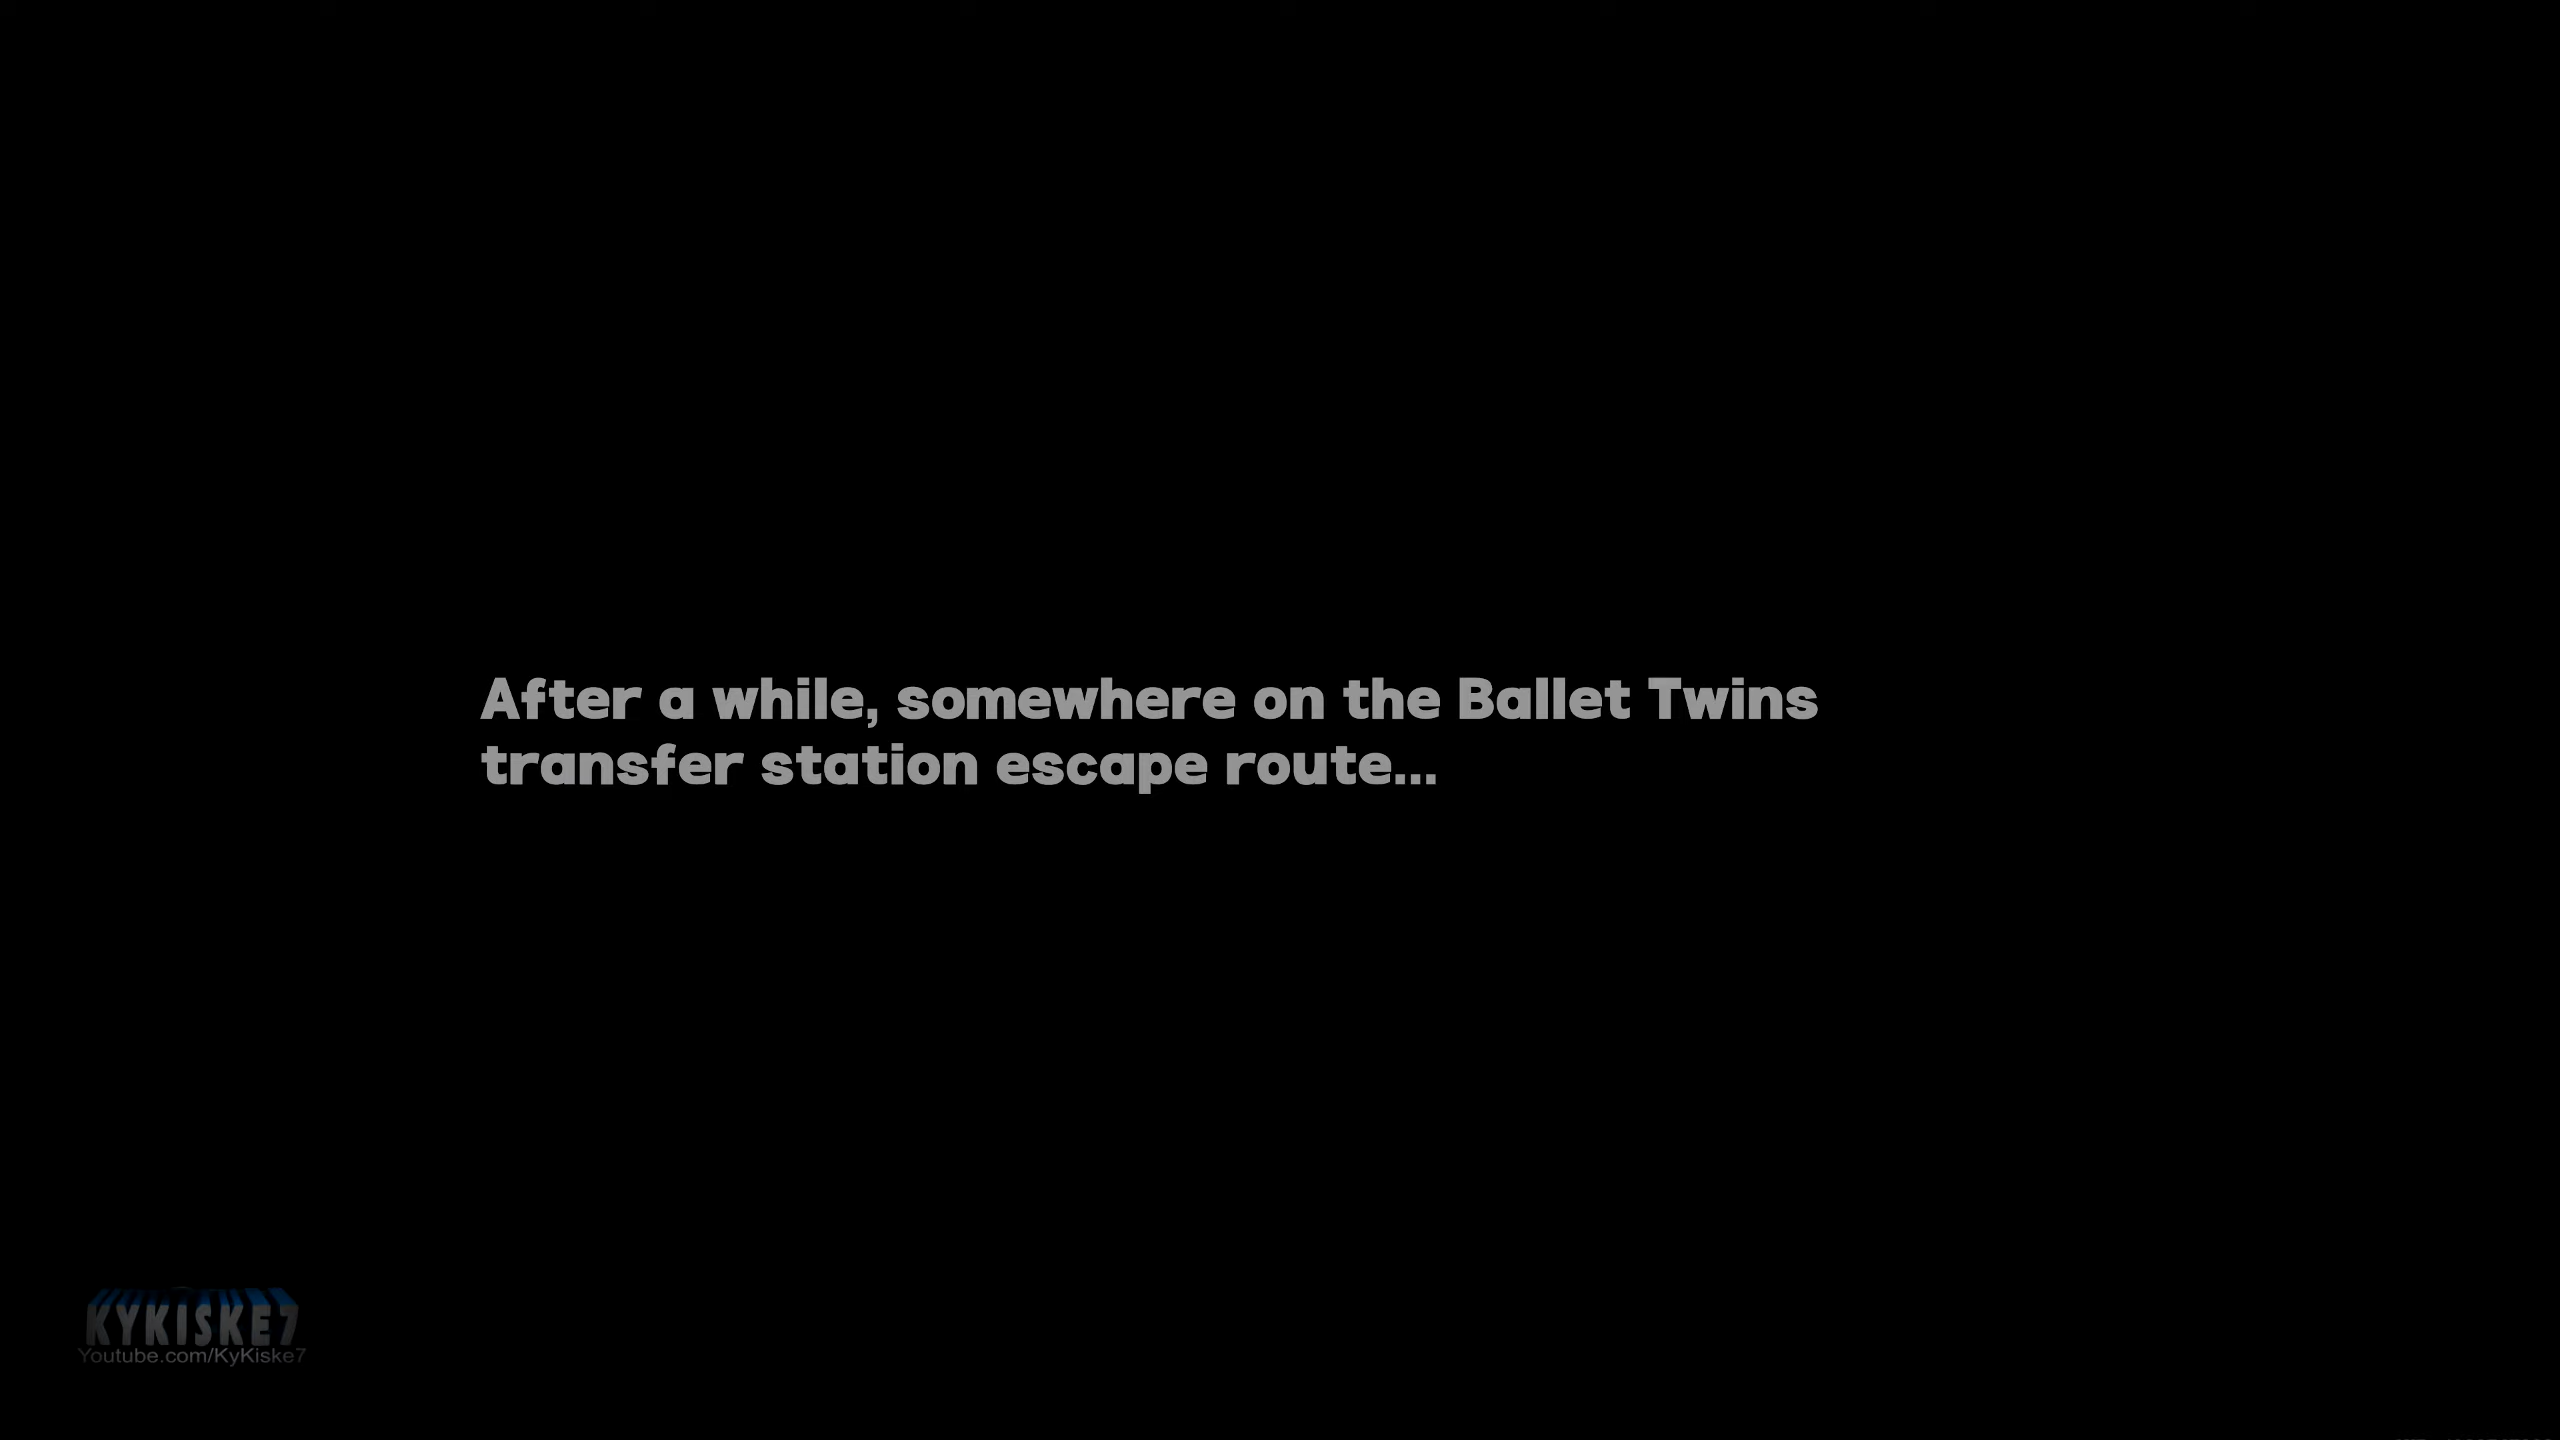 After a while, somewhere on the Ballet Twins
transfer station escape route...
KYKISKE7
Youtube.com/KyKiske7